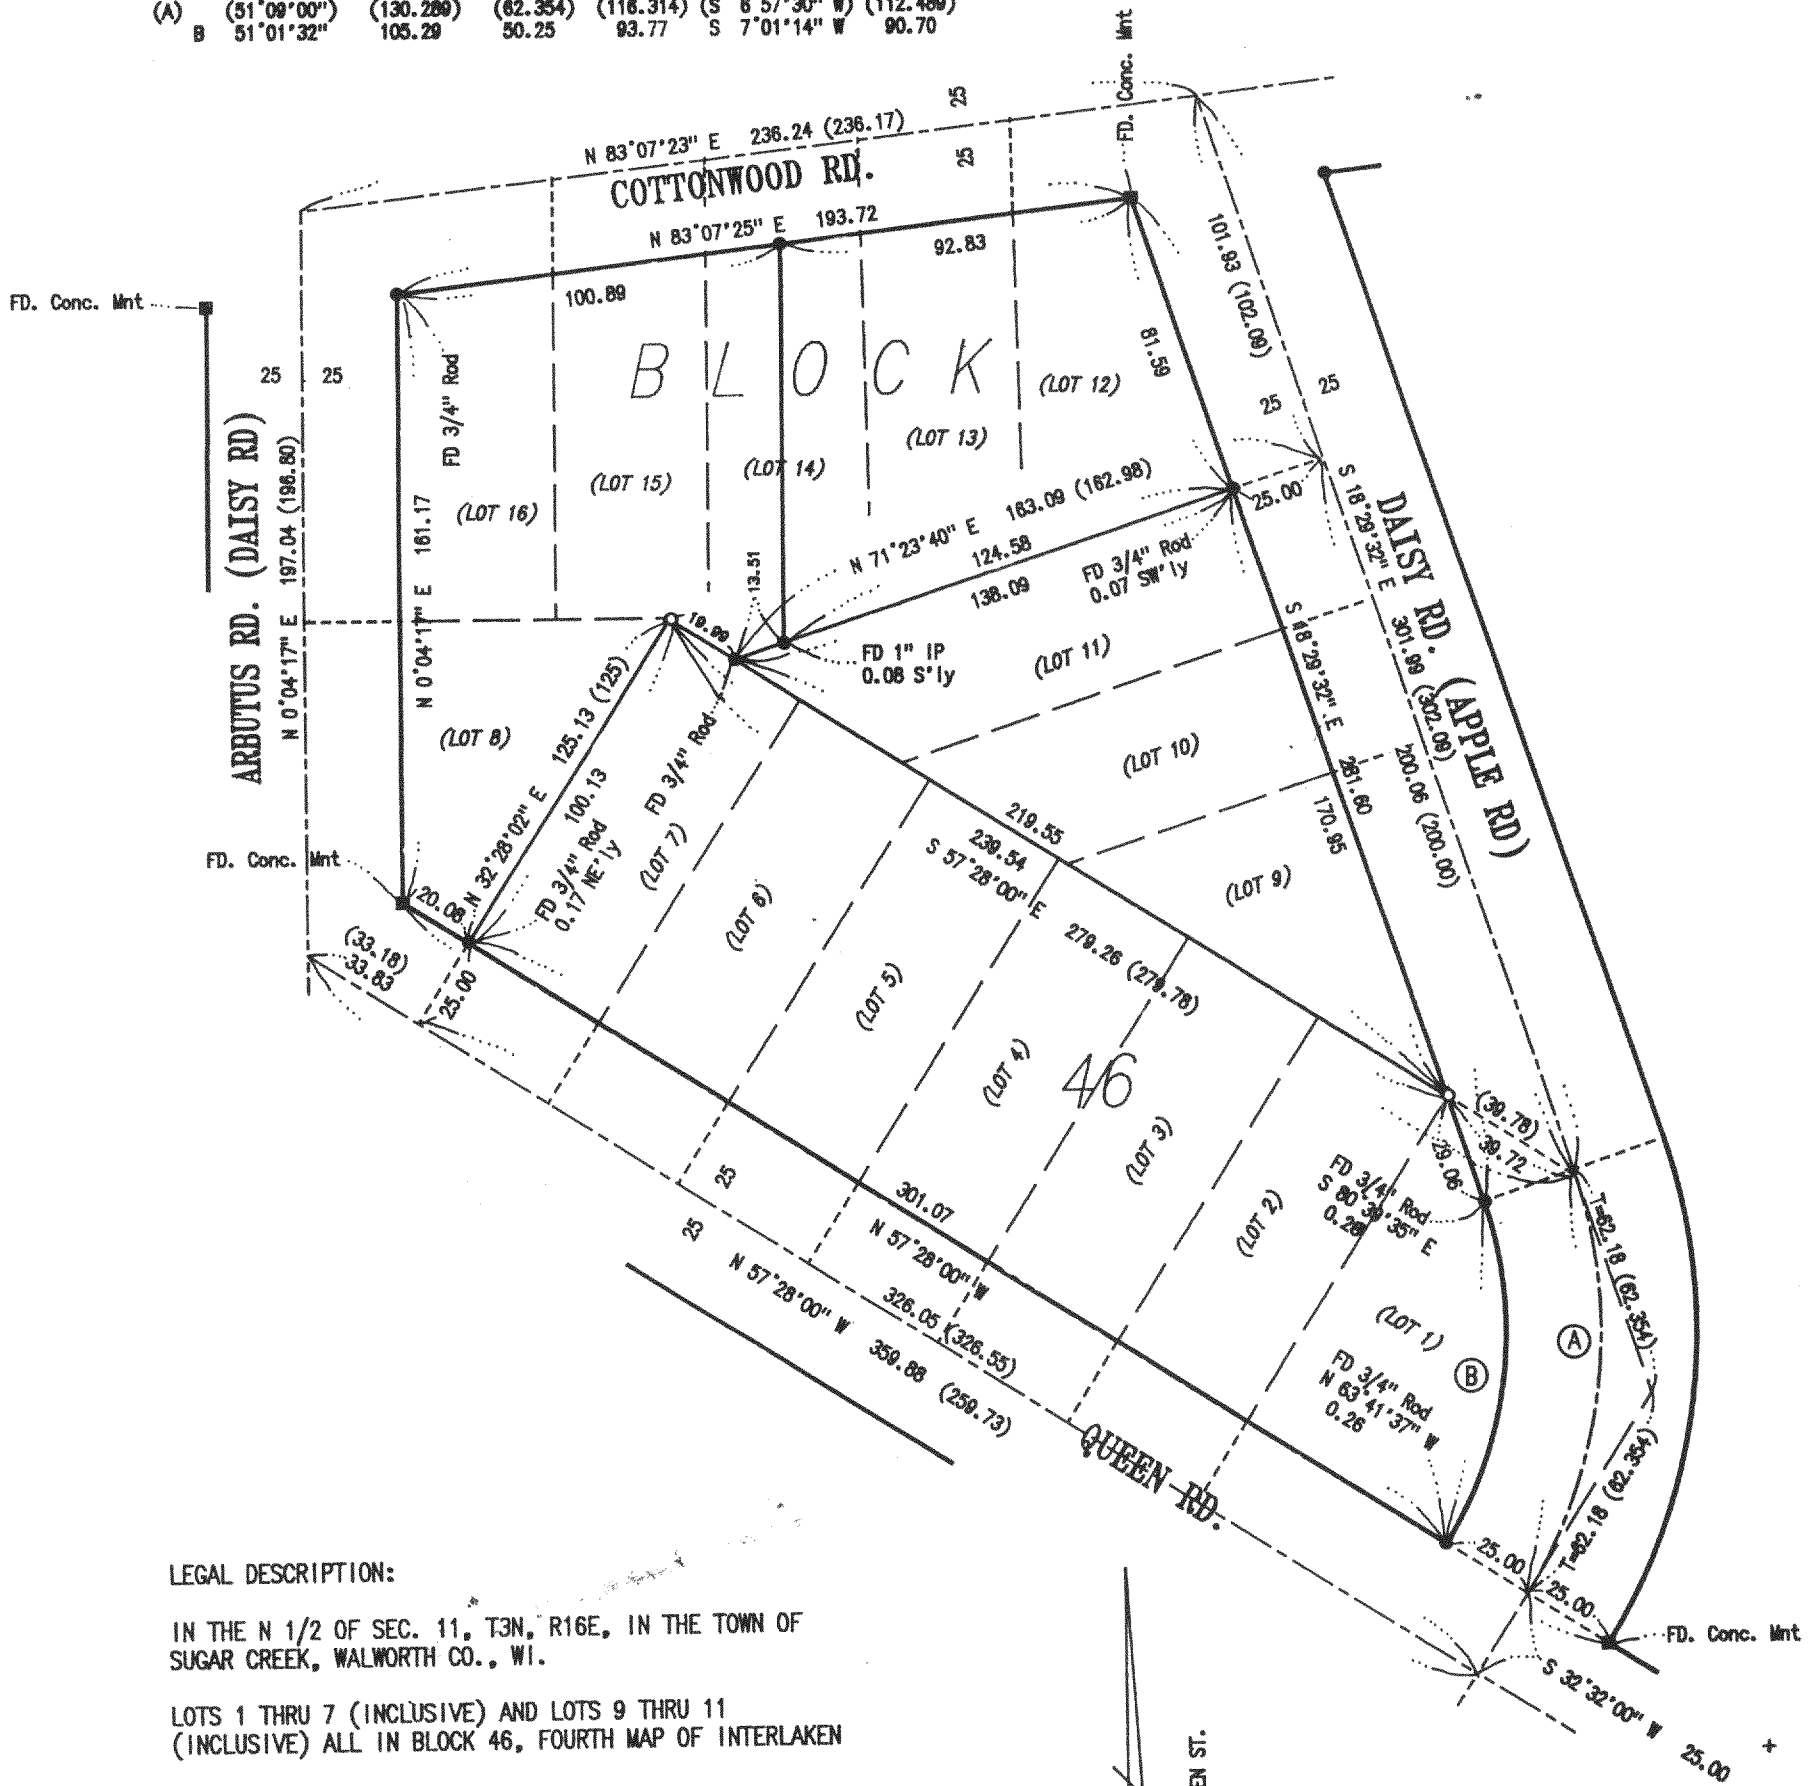 (A) (51°09'00") (130.289) (62.354) (116.314) (S 6°57'30" W) (112.489)
B 51°01'32" 105.29 50.25 93.77 S 7°01'14" W 90.70
FD. Conc. Mnt
25
N 83°07'23" E 236.24 (236.17)
25
COTTONWOOD RD.
N 83°07'25" E 193.72
92.83
100.89
FD. Conc. Mnt
101.93 (102.09)
81.59
25 25
25 25
BLOCK
(LOT 12)
(LOT 13)
(LOT 14)
(LOT 15)
(LOT 16)
FD 3/4" Rod
N 0°04'17" E 161.17
ARBUTUS RD. (DAISY RD)
N 0°04'17" E 197.04 (196.80)
N 71°23'40" E 163.09 (162.98)
124.58
138.09
13.51
19.99
25.00
FD 3/4" Rod
0.07 SW'ly
FD 1" IP
0.08 S'ly
DAISY RD. (APPLE RD)
S 18°29'32" E 301.99 (302.09)
S 18°29'32" E 281.60
200.06 (200.00)
170.95
(LOT 11)
(LOT 10)
(LOT 9)
(LOT 8)
N 32°28'02" E 125.13 (125)
100.13
FD 3/4" Rod
0.17 NE'ly
FD 3/4" Rod
(LOT 7)
(LOT 6)
(LOT 5)
(LOT 4)
46
(LOT 3)
(LOT 2)
(LOT 1)
219.55
239.54
S 57°28'00" E 279.26 (279.78)
FD. Conc. Mnt
20.08
(33.18)
33.83
25.00
(39.78)
39.72
29.06
FD 3/4" Rod
S 80°39'35" E
0.28
T=62.18 (62.354)
A
B
FD 3/4" Rod
N 63°41'37" W
0.26
T=62.18 (62.354)
25
25
301.07
N 57°28'00" W
326.05 (326.55)
N 57°28'00" W 359.88 (259.73)
QUEEN RD.
25.00
25.00
FD. Conc. Mnt
S 32°32'00" W 25.00
LEGAL DESCRIPTION:
IN THE N 1/2 OF SEC. 11, T3N, R16E, IN THE TOWN OF
SUGAR CREEK, WALWORTH CO., WI.
LOTS 1 THRU 7 (INCLUSIVE) AND LOTS 9 THRU 11
(INCLUSIVE) ALL IN BLOCK 46, FOURTH MAP OF INTERLAKEN
EN ST.